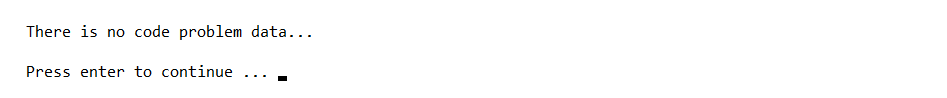 There is no code problem data...
Press enter to continue ...